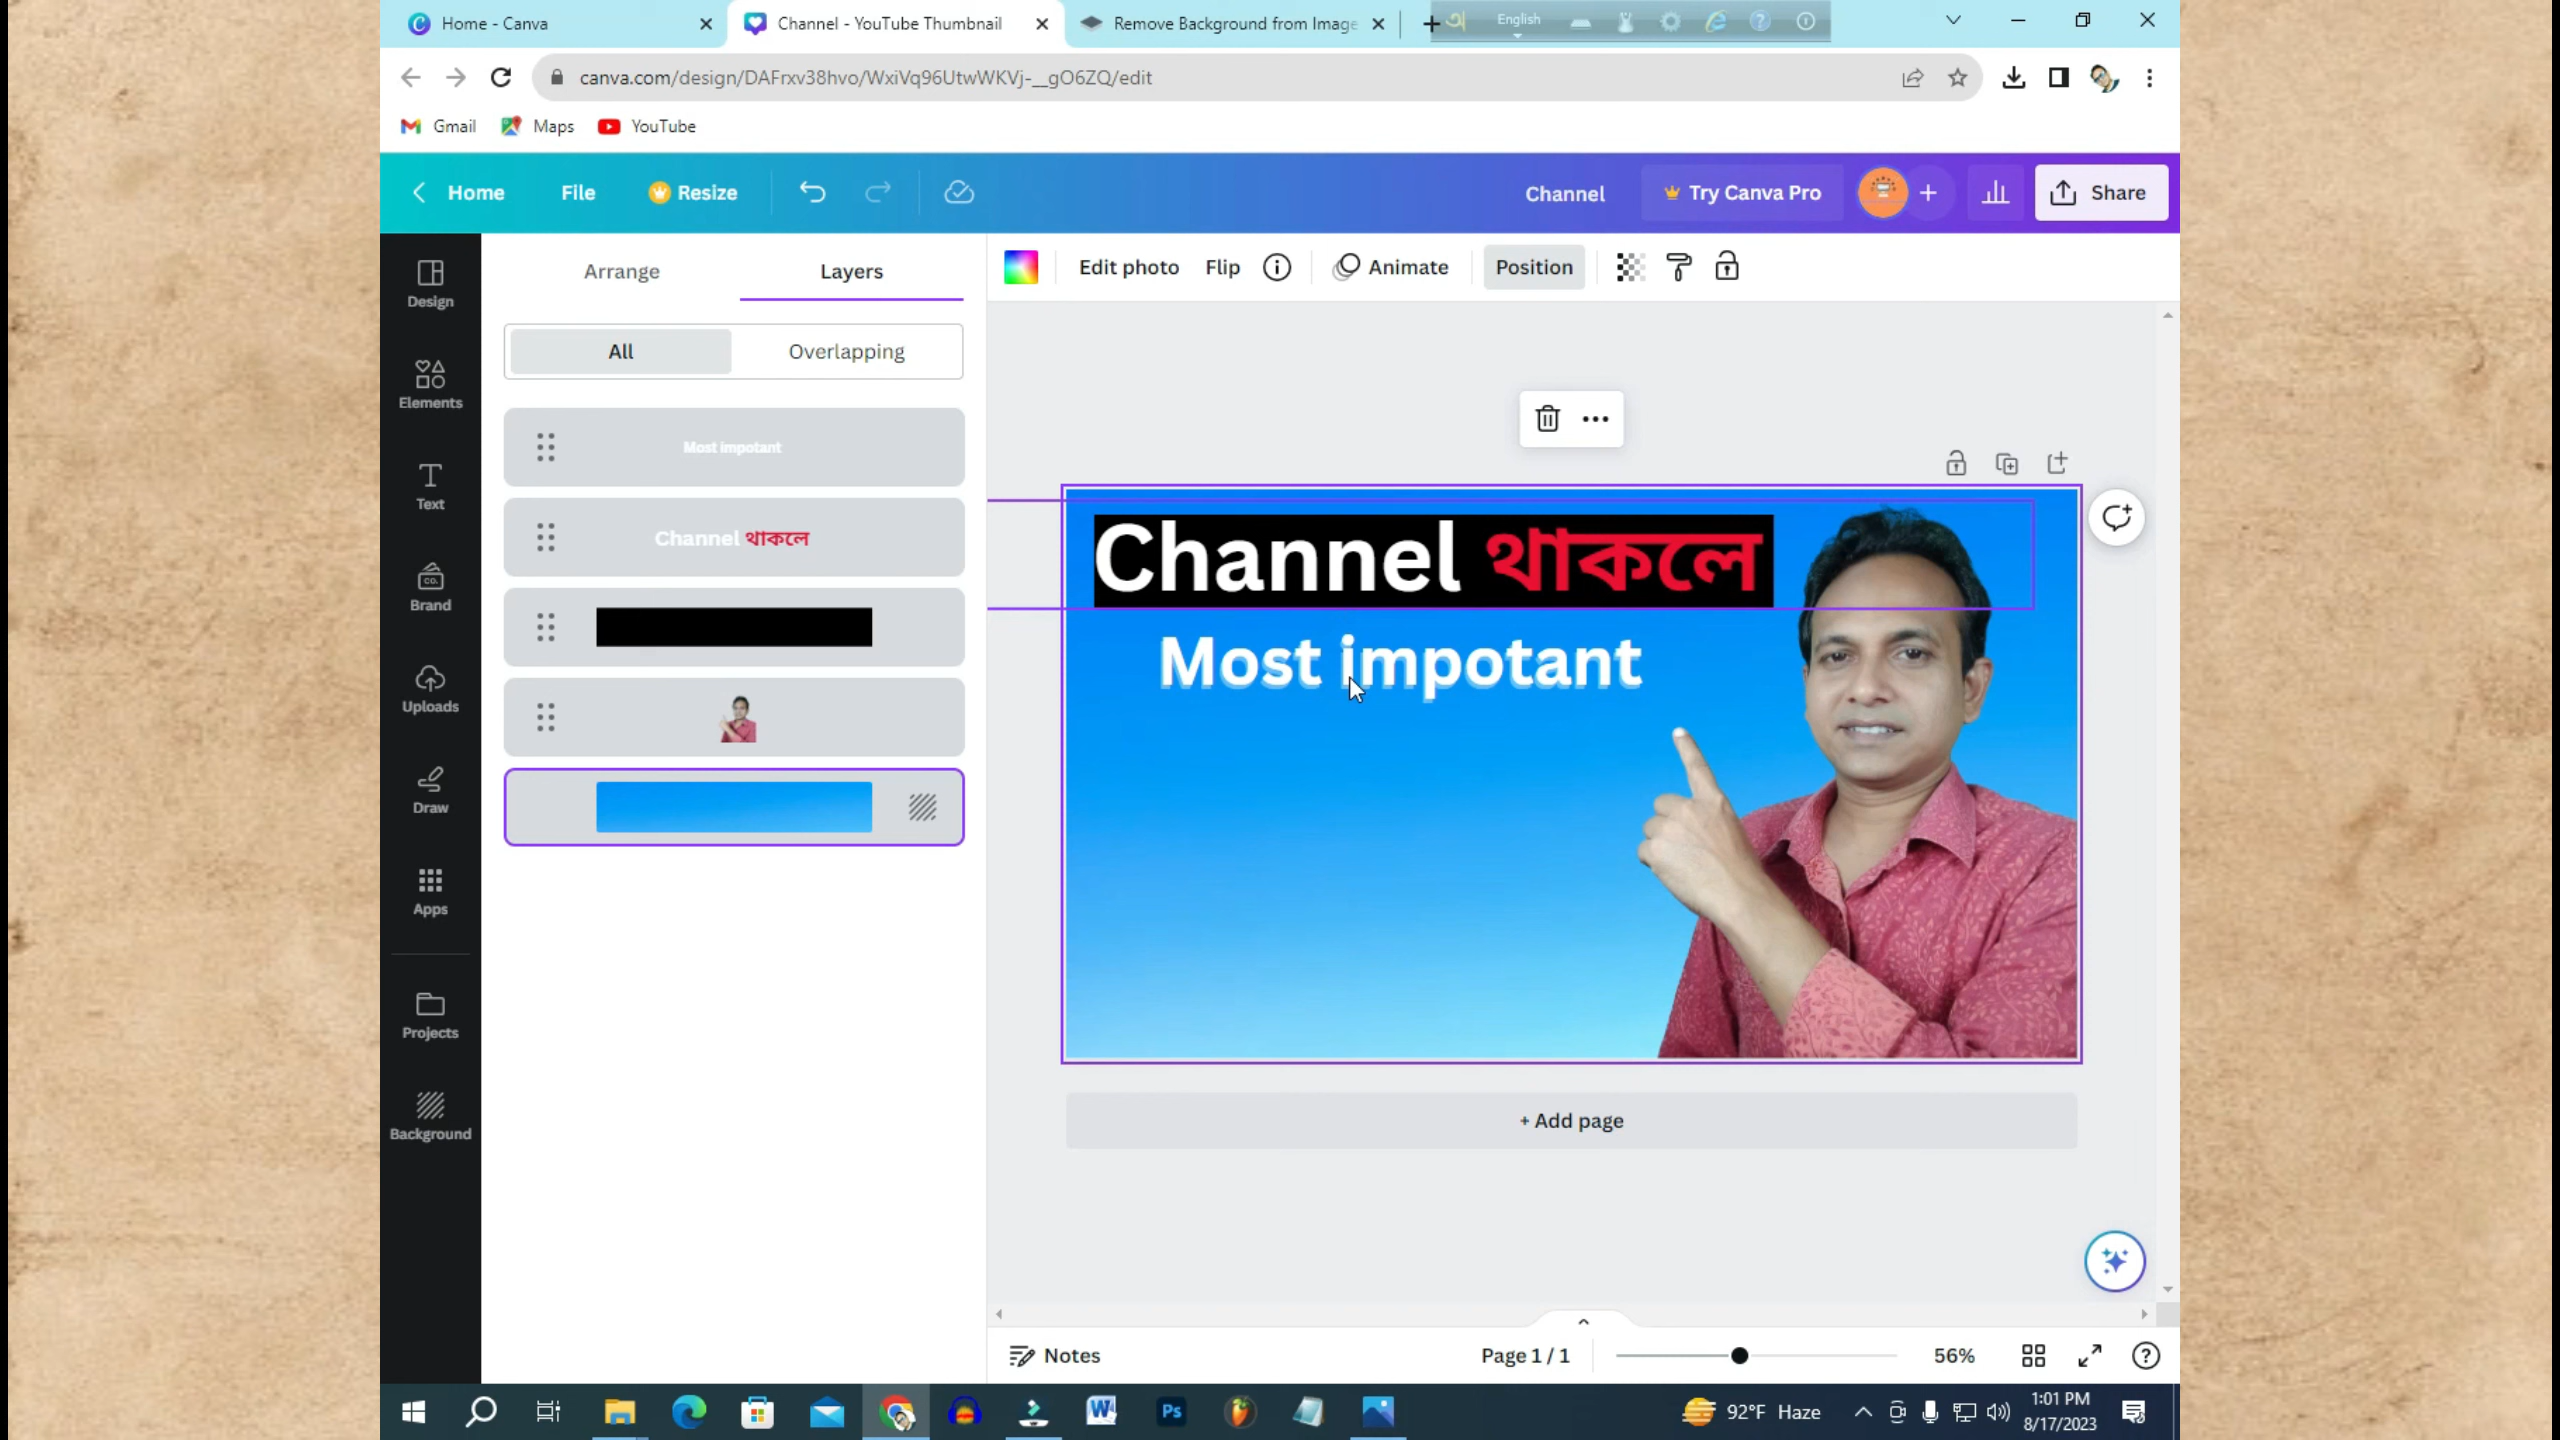 Home - Canva
Channel - YouTube Thumbnail
Remove Background from Image
English
canva.com/design/DAFrxv38hvo/WxiVq96UtwWKVj-__gO6ZQ/edit
Gmail
Maps
YouTube
Home
File
Resize
Channel
Try Canva Pro
Share
Design
Elements
Text
Brand
Uploads
Draw
Apps
Projects
Background
Arrange
Layers
All
Overlapping
Most impotant
Channel থাকলে
Edit photo
Flip
Animate
Position
Channel থাকলে
Most impotant
+ Add page
Notes
Page 1 / 1
56%
92°F Haze
1:01 PM
8/17/2023